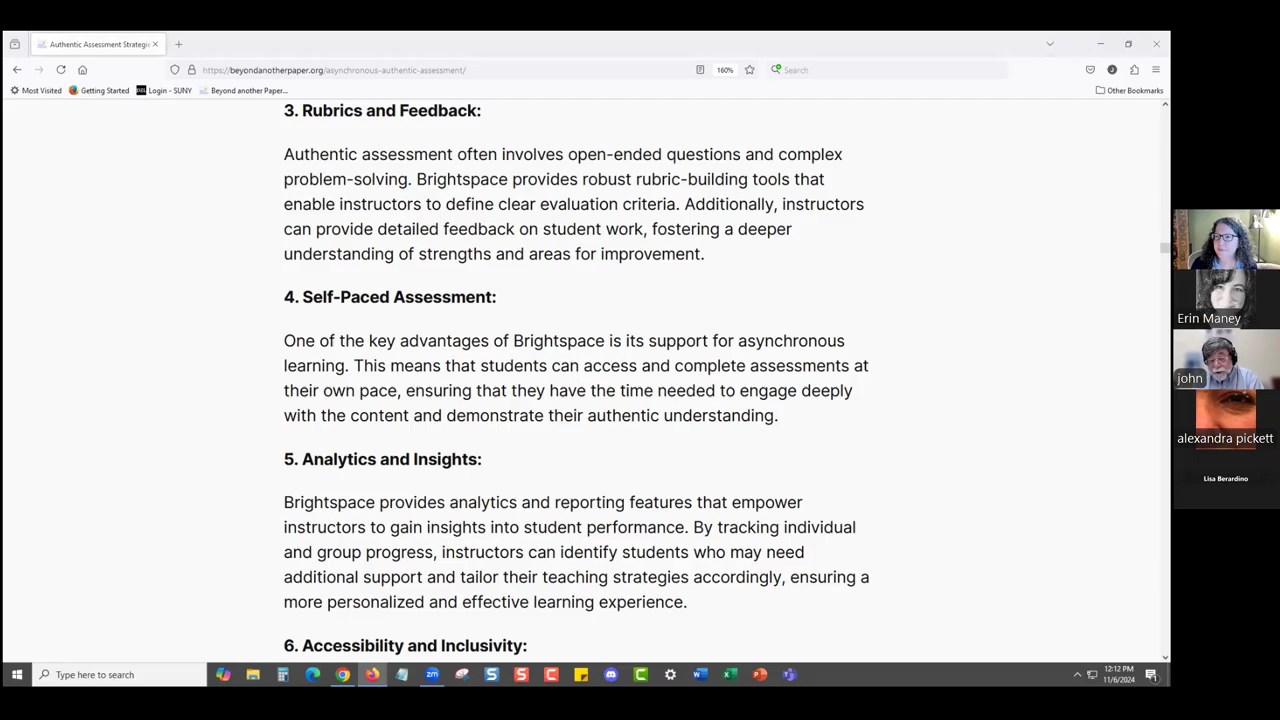 Authentic Assessment Strategi
https://beyondanotherpaper.org/asynchronous-authentic-assessment/
160%
Search
Most Visited
Getting Started
Login - SUNY
Beyond another Paper...
Other Bookmarks
3. Rubrics and Feedback:
Authentic assessment often involves open-ended questions and complex
problem-solving. Brightspace provides robust rubric-building tools that
enable instructors to define clear evaluation criteria. Additionally, instructors
can provide detailed feedback on student work, fostering a deeper
understanding of strengths and areas for improvement.
4. Self-Paced Assessment:
One of the key advantages of Brightspace is its support for asynchronous
learning. This means that students can access and complete assessments at
their own pace, ensuring that they have the time needed to engage deeply
with the content and demonstrate their authentic understanding.
5. Analytics and Insights:
Brightspace provides analytics and reporting features that empower
instructors to gain insights into student performance. By tracking individual
and group progress, instructors can identify students who may need
additional support and tailor their teaching strategies accordingly, ensuring a
more personalized and effective learning experience.
6. Accessibility and Inclusivity:
Erin Maney
john
alexandra pickett
Lisa Berardino
Type here to search
12:12 PM
11/6/2024